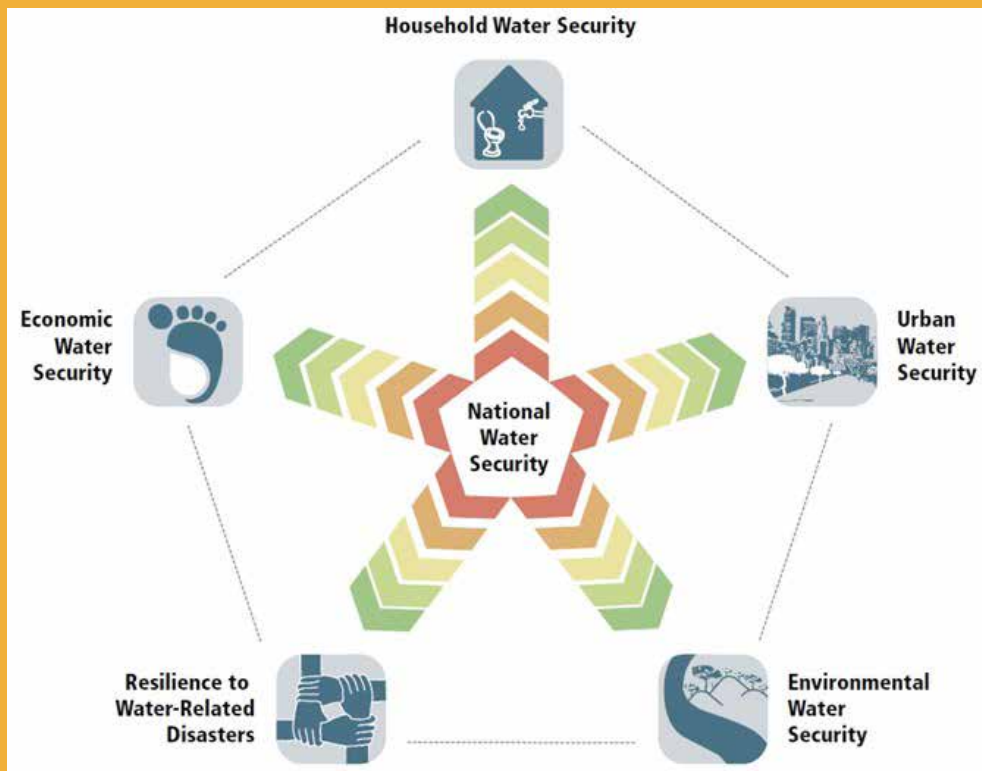 Household Water Security
Economic
Water
Security
Urban
Water
Security
National
Water
Security
Resilience to
Water-Related
Disasters
Environmental
Water
Security